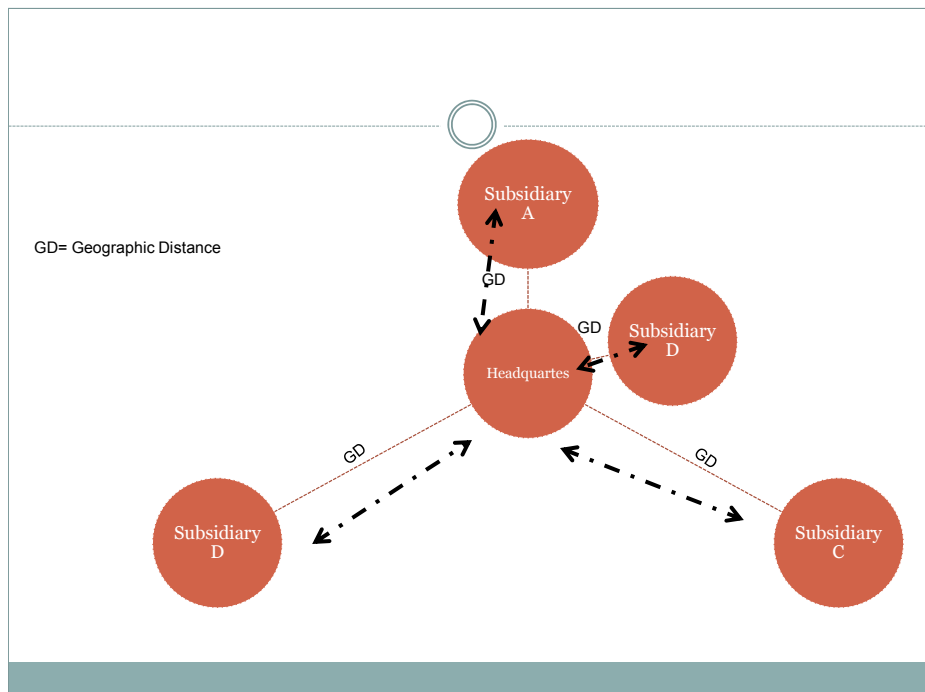 Subsidiary
A
GD= Geographic Distance
GD
GD
Subsidiary
D
Headquartes
GD
GD
Subsidiary
D
Subsidiary
C